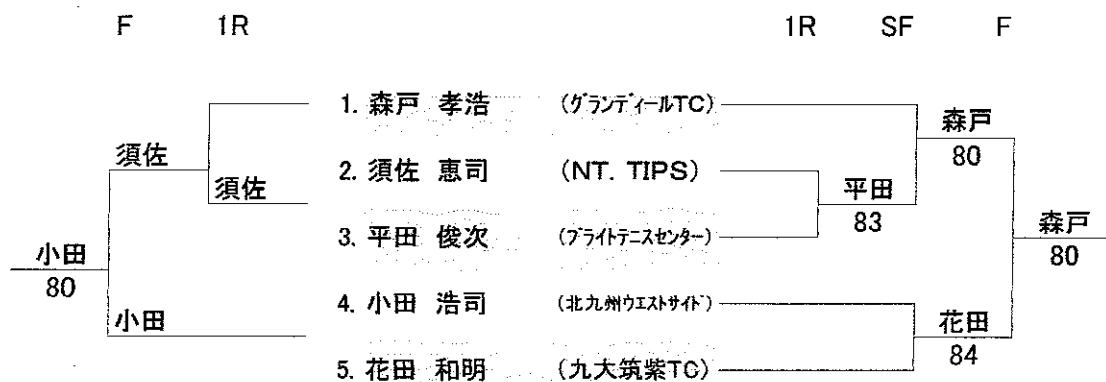 F 1R 1R SF F
1. 森戸 孝浩 (グランディールTC)
森戸
80
須佐
2. 須佐 恵司 (NT. TIPS)
須佐
平田
83
3. 平田 俊次 (ブライトテニスセンター)
小田
80
森戸
80
4. 小田 浩司 (北九州ウエストサイド)
小田
花田
84
5. 花田 和明 (九大筑紫TC)